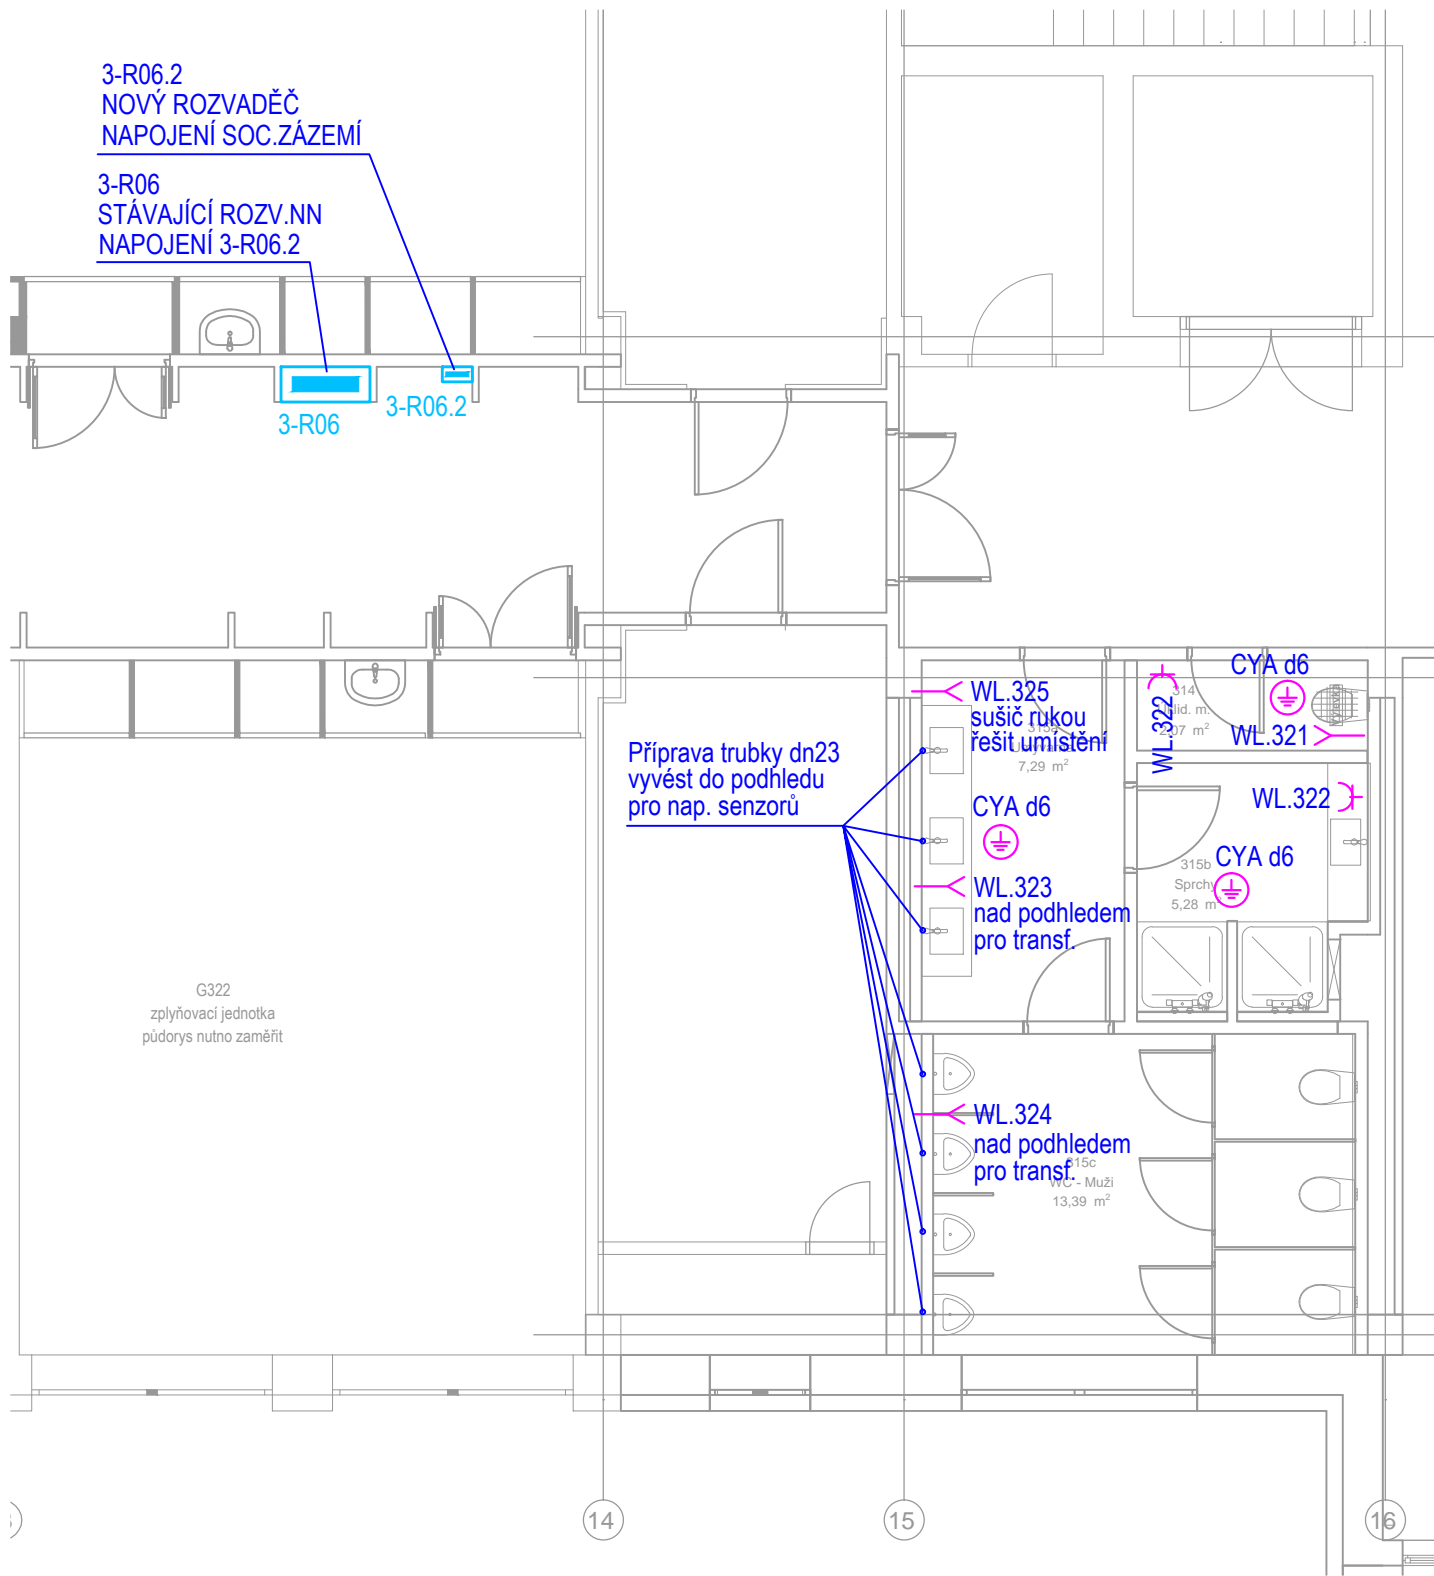 3-R06.2
NOVÝ ROZVADĚČ
NAPOJENÍ SOC.ZÁZEMÍ
3-R06
STÁVAJÍCÍ ROZV.NN
NAPOJENÍ 3-R06.2
3-R06
3-R06.2
Příprava trubky dn23
vyvést do podhledu
pro nap. senzorů
WL.325
sušič rukou
řešit umístění
315a
7,29 m²
CYA d6
WL.323
nad podhledem
pro transf.
WL.322
314
Úklid. m.
2,07 m²
CYA d6
WL.321
WL.322
315b
Sprchy
5,28 m²
CYA d6
WL.324
nad podhledem
pro transf.
315c
WC - Muži
13,39 m²
G322
zplyňovací jednotka
půdorys nutno zaměřit
14
15
16